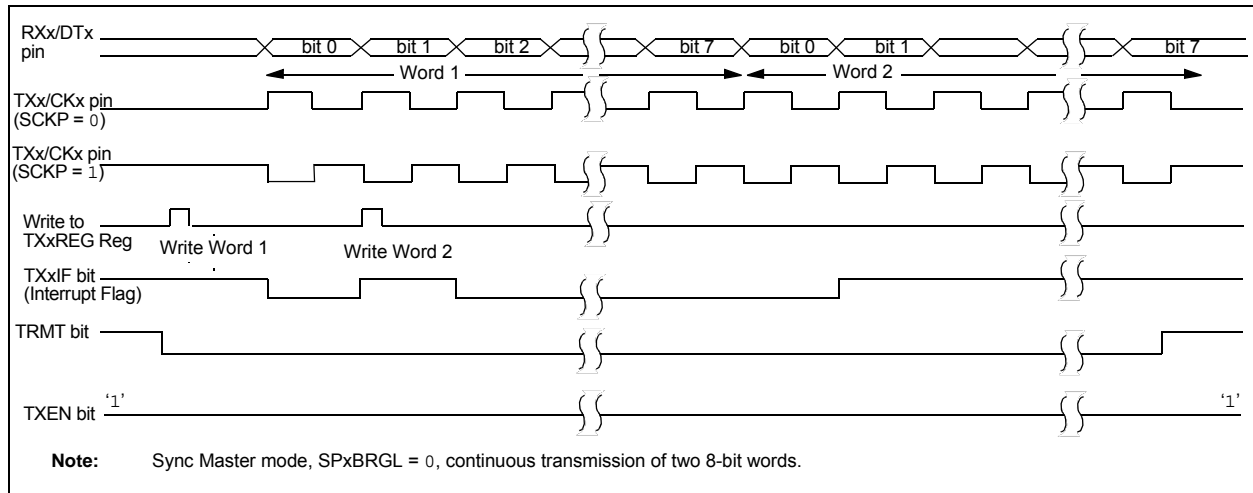 RXx/DTx
pin
bit 0 bit 1 bit 2 bit 7 bit 0 bit 1 bit 7
Word 1 Word 2
TXx/CKx pin
(SCKP = 0)
TXx/CKx pin
(SCKP = 1)
Write to
TXxREG Reg
Write Word 1 Write Word 2
TXxIF bit
(Interrupt Flag)
TRMT bit
TXEN bit '1' '1'
Note: Sync Master mode, SPxBRGL = 0, continuous transmission of two 8-bit words.